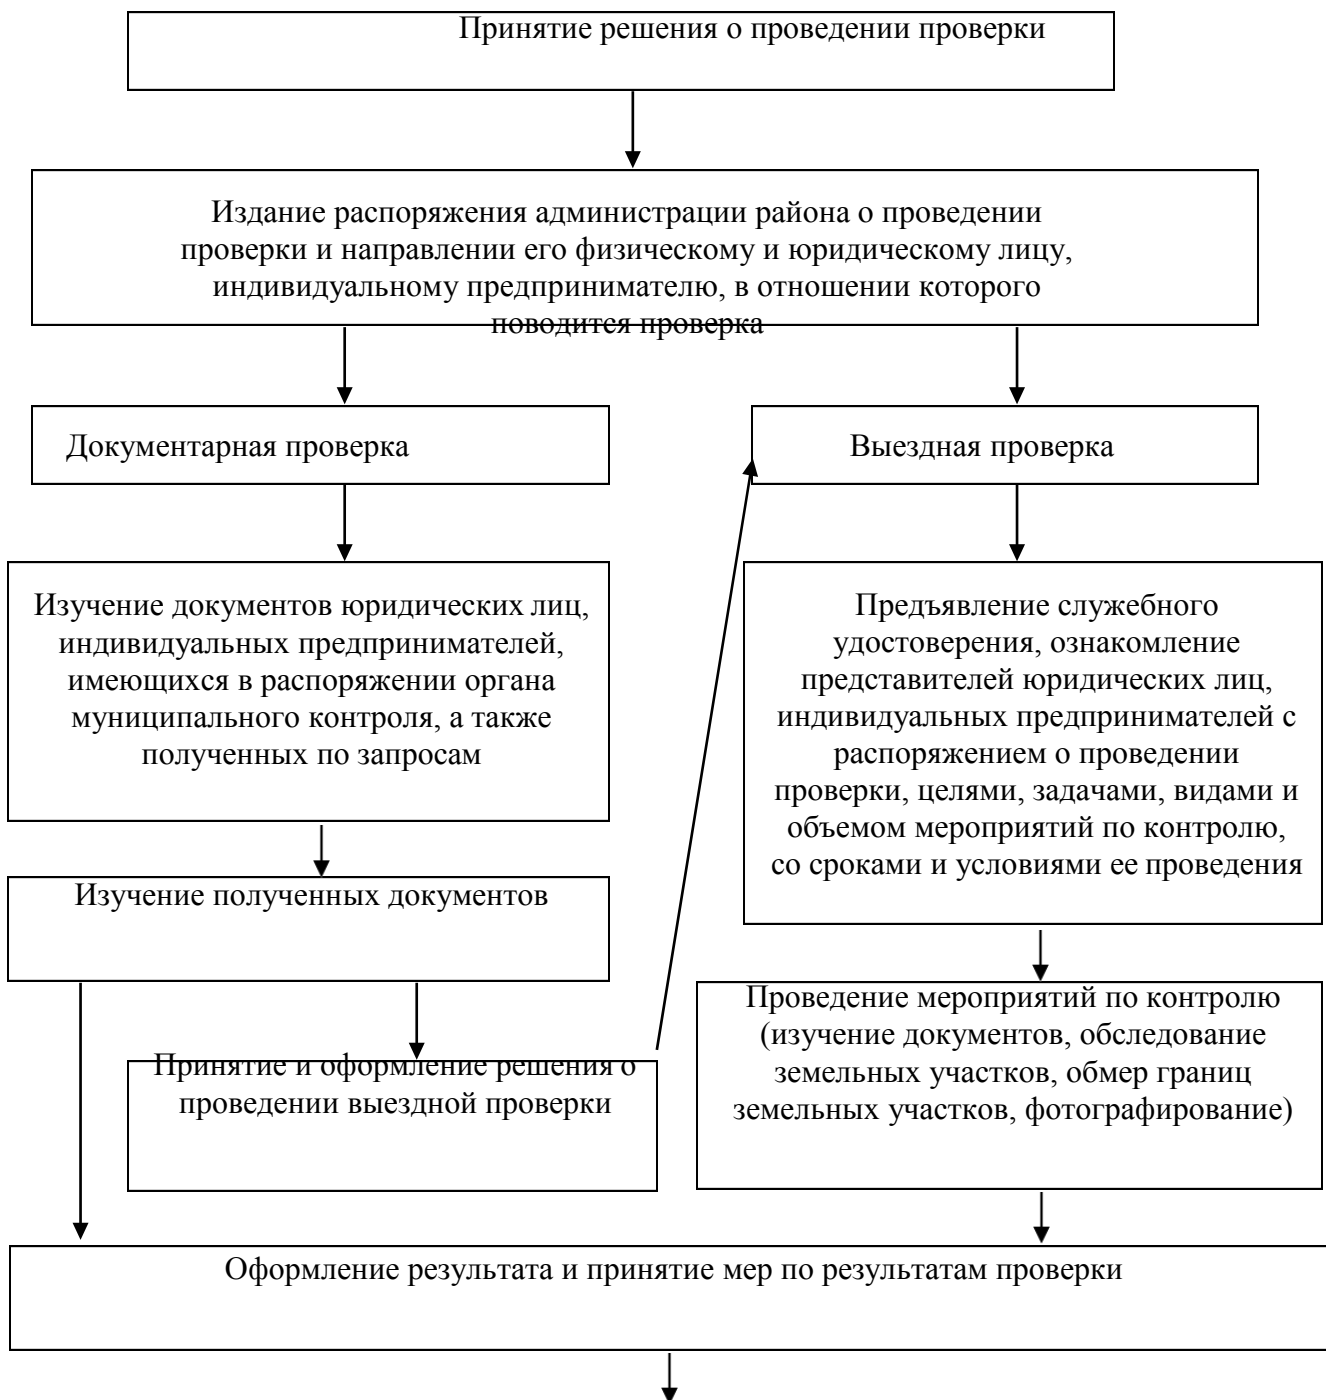 Принятие решения о проведении проверки
Издание распоряжения администрации района о проведении
проверки и направлении его физическому и юридическому лицу,
индивидуальному предпринимателю, в отношении которого
поводится проверка
Документарная проверка
Выездная проверка
Изучение документов юридических лиц,
индивидуальных предпринимателей,
имеющихся в распоряжении органа
муниципального контроля, а также
полученных по запросам
Предъявление служебного
удостоверения, ознакомление
представителей юридических лиц,
индивидуальных предпринимателей с
распоряжением о проведении
проверки, целями, задачами, видами и
объемом мероприятий по контролю,
со сроками и условиями ее проведения
Изучение полученных документов
Принятие и оформление решения о
проведении выездной проверки
Проведение мероприятий по контролю
(изучение документов, обследование
земельных участков, обмер границ
земельных участков, фотографирование)
Оформление результата и принятие мер по результатам проверки